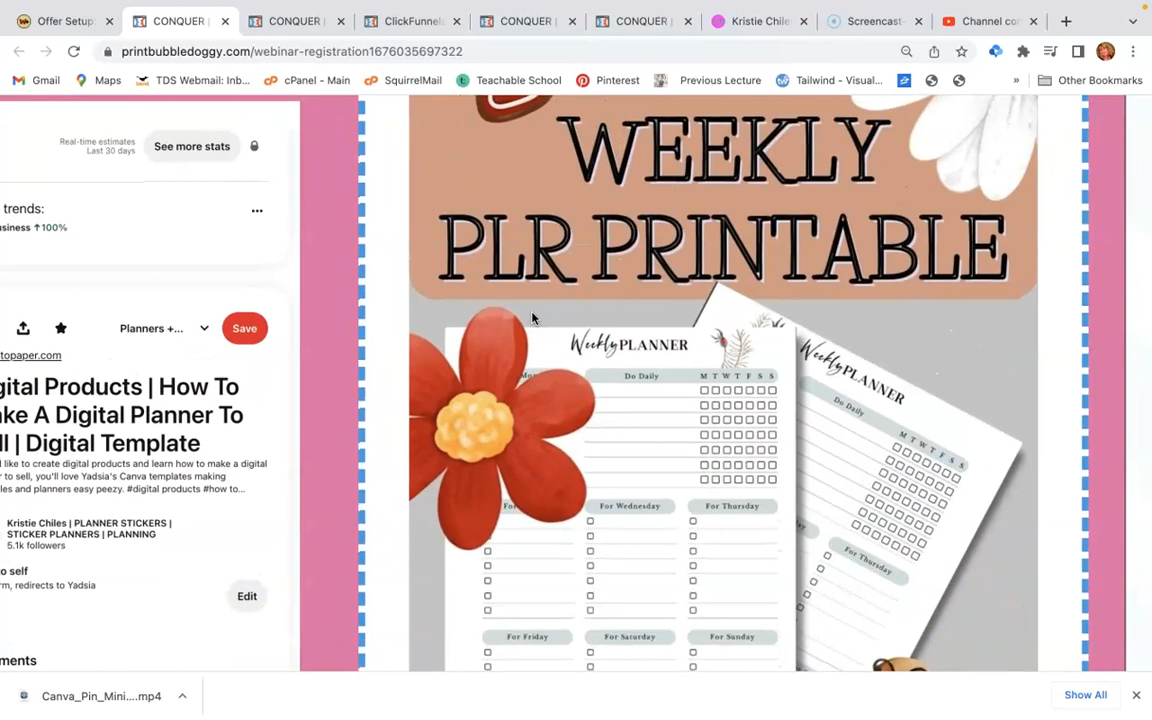 Offer Setup
CONQUER |
CONQUER |
ClickFunnel
CONQUER |
CONQUER |
Kristie Chile
Screencast-
Channel co
printbubbledoggy.com/webinar-registration1676035697322
Gmail
Maps
TDS Webmail: Inb...
cPanel - Main
SquirrelMail
Teachable School
Pinterest
Previous Lecture
Tailwind - Visual...
»
Other Bookmarks
Real-time estimates
Last 30 days
See more stats
trends:
usiness ↑100%
Planners +...
Save
topaper.com
gital Products | How To
ake A Digital Planner To
ll | Digital Template
l like to create digital products and learn how to make a digital
r to sell, you'll love Yadsia's Canva templates making
les and planners easy peezy. #digital products #how to...
Kristie Chiles | PLANNER STICKERS |
STICKER PLANNERS | PLANNING
5.1k followers
o self
rm, redirects to Yadsia
Edit
ments
WEEKLY
PLR PRINTABLE
Weekly PLANNER
Do Daily
M T W T F S S
For Wednesday
For Thursday
For Friday
For Saturday
For Sunday
Weekly PLANNER
Do Daily
M T W T F S S
For Thursday
Canva_Pin_Mini....mp4
Show All